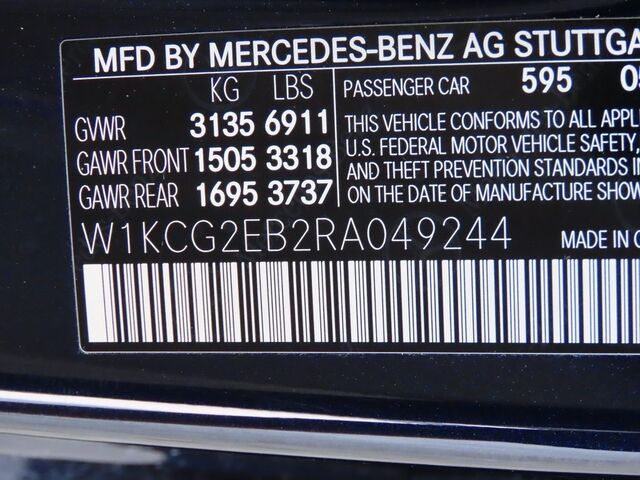 MFD BY MERCEDES-BENZ AG STUTTGA
KG LBS
GVWR 3135 6911
GAWR FRONT 1505 3318
GAWR REAR 1695 3737
PASSENGER CAR 595 05
THIS VEHICLE CONFORMS TO ALL APPL
U.S. FEDERAL MOTOR VEHICLE SAFETY,
AND THEFT PREVENTION STANDARDS IN
ON THE DATE OF MANUFACTURE SHOW
W1KCG2EB2RA049244
MADE IN